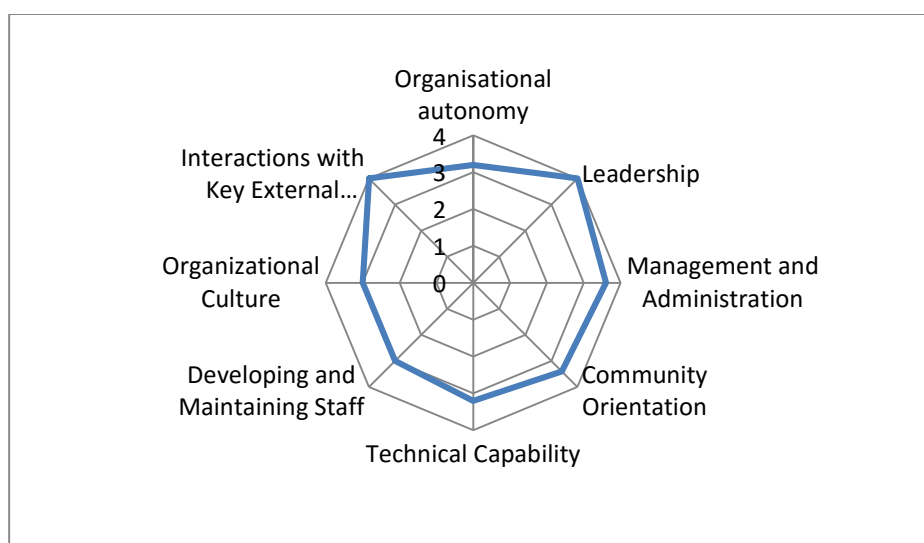 Organisational
autonomy
4
3
2
1
0
Interactions with
Key External...
Leadership
Organizational
Culture
Management and
Administration
Developing and
Maintaining Staff
Community
Orientation
Technical Capability